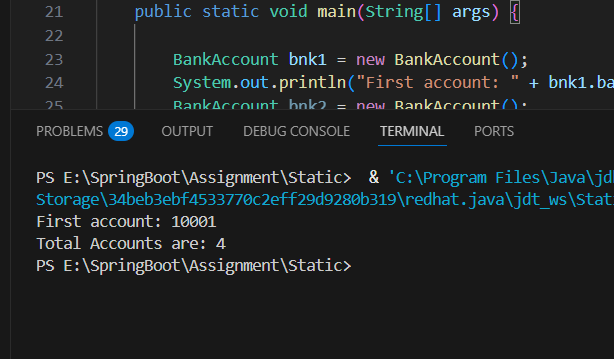 21 public static void main(String[] args) {
22
23 BankAccount bnk1 = new BankAccount();
24 System.out.println("First account: " + bnk1.ba
25 BankAccount bnk2 = new BankAccount();
PROBLEMS 29 OUTPUT DEBUG CONSOLE TERMINAL PORTS
PS E:\SpringBoot\Assignment\Static> & 'C:\Program Files\Java\jd
Storage\34beb3ebf4533770c2eff29d9280b319\redhat.java\jdt_ws\Stat
First account: 10001
Total Accounts are: 4
PS E:\SpringBoot\Assignment\Static>